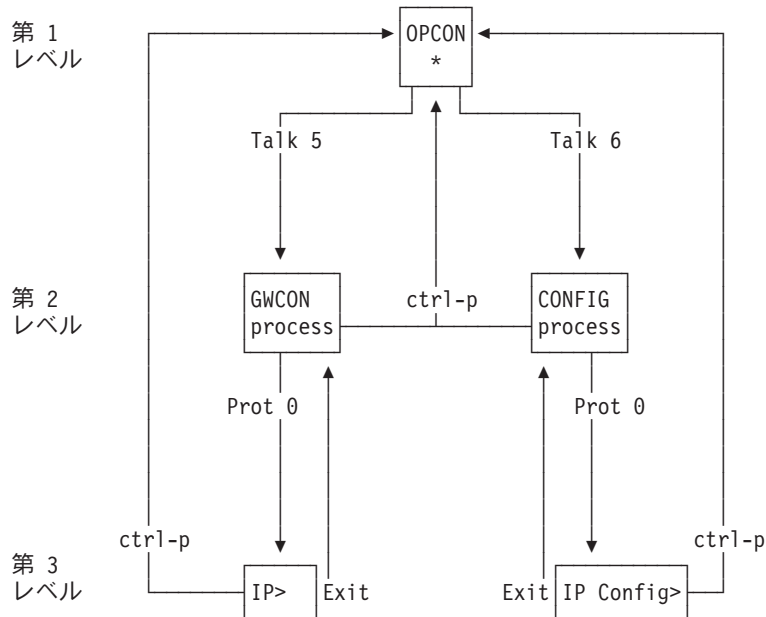 第 1
レベル
OPCON
*
Talk 5
Talk 6
第 2
レベル
GWCON
process
ctrl-p
CONFIG
process
Prot 0
Prot 0
ctrl-p
ctrl-p
第 3
レベル
IP>
Exit
Exit
IP Config>